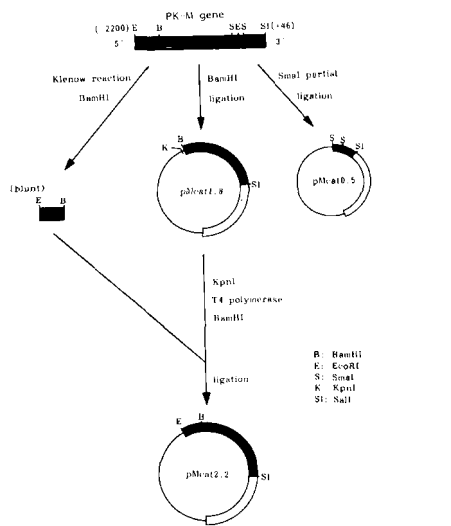 PK-M gene
(-2200) E B SES Sl(+46)
5' 3'
Klenow reaction
BamHI
BamHI
ligation
SmaI partial
ligation
B
K
pMcat1.8
Sl
S S Sl
pMcat0.5
(blunt)
E B
KpnI
T4 polymerase
BamHI
ligation
B: BamHI
E: EcoRI
S: SmaI
K KpnI
Sl: SalI
E B
pMcat2.2
Sl